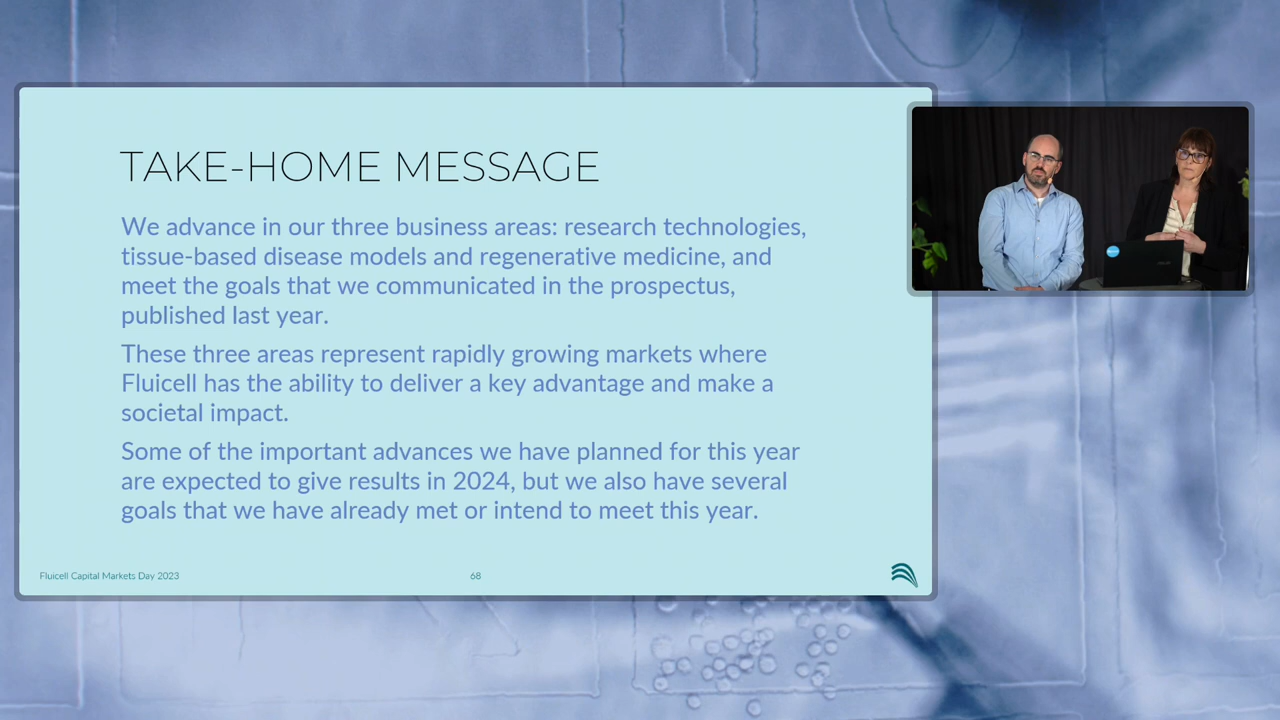 TAKE-HOME MESSAGE
We advance in our three business areas: research technologies,
tissue-based disease models and regenerative medicine, and
meet the goals that we communicated in the prospectus,
published last year.
These three areas represent rapidly growing markets where
Fluicell has the ability to deliver a key advantage and make a
societal impact.
Some of the important advances we have planned for this year
are expected to give results in 2024, but we also have several
goals that we have already met or intend to meet this year.
Fluicell Capital Markets Day 2023
68